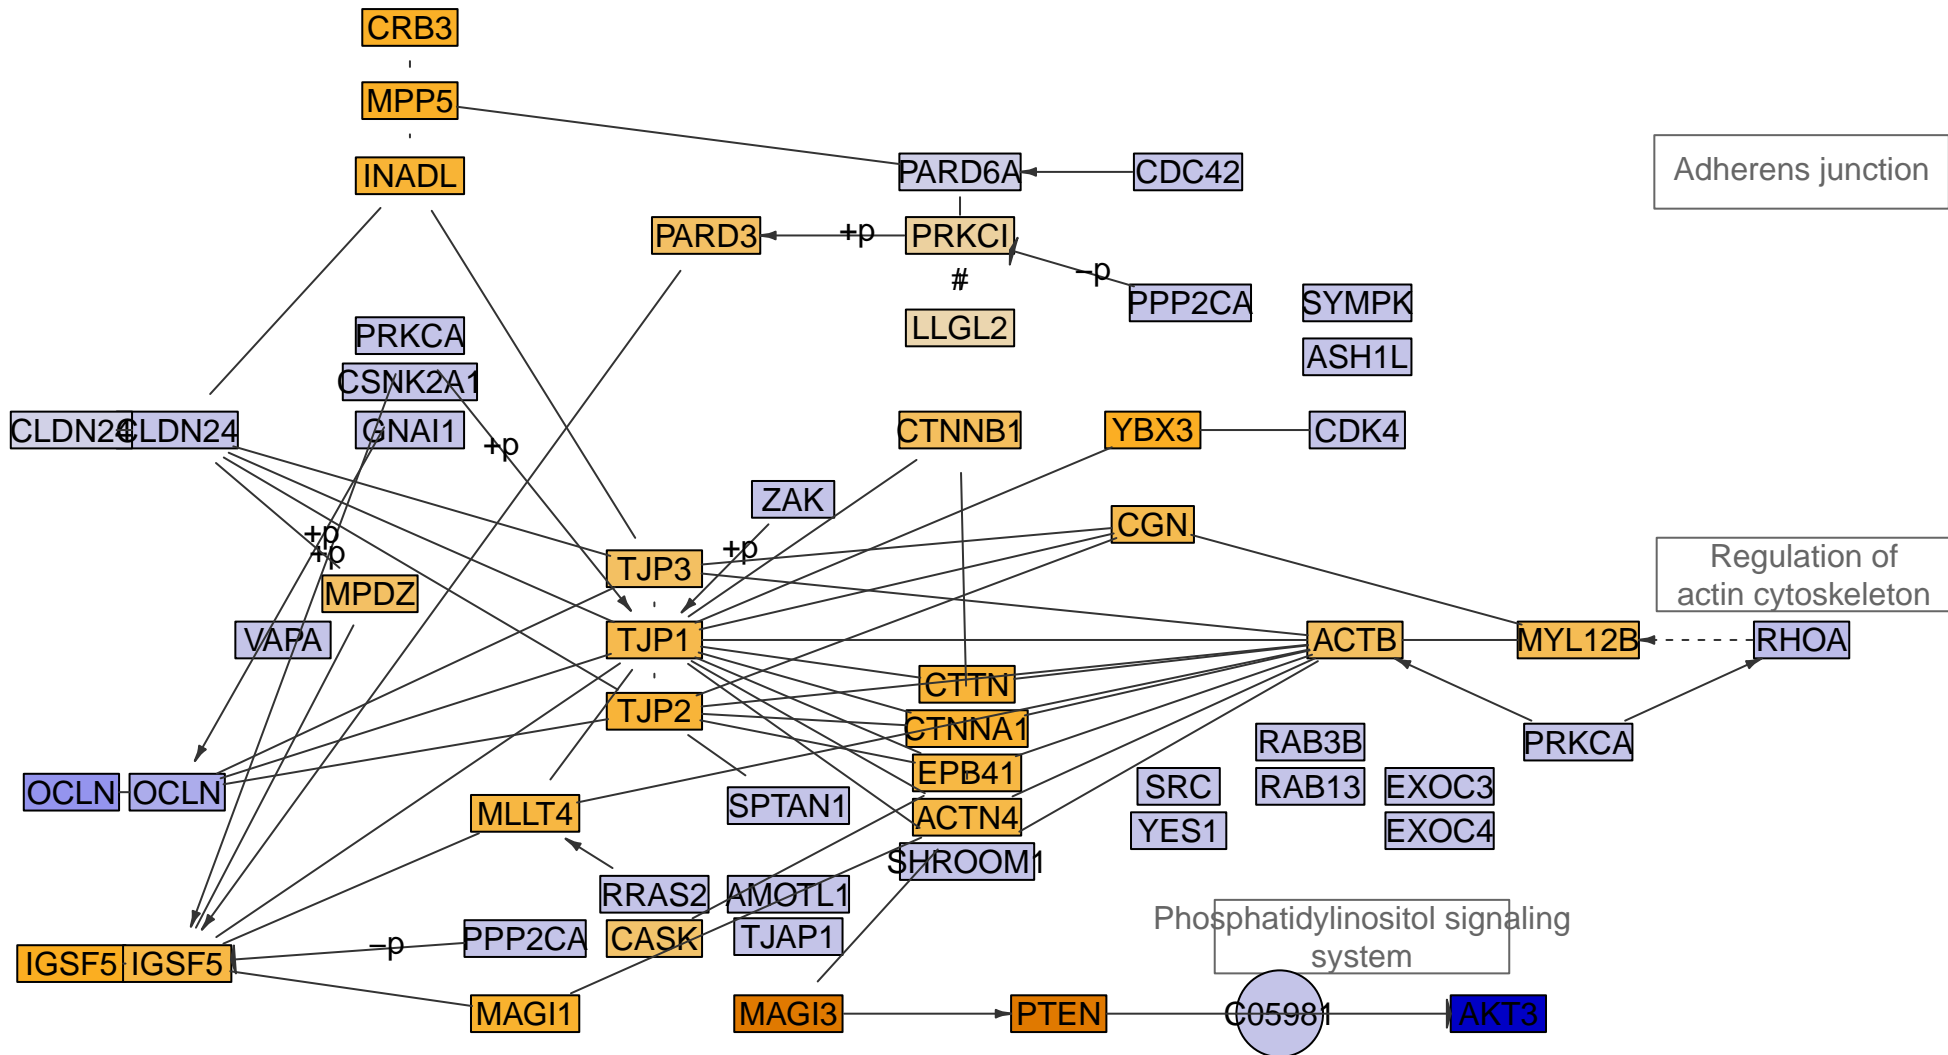 CRB3
MPP5
INADL
PARD6A
CDC42
Adherens junction
PARD3
+p
PRKCI
−p
#
PPP2CA
SYMPK
PRKCA
LLGL2
ASH1L
CSNK2A1
CLDN24
CLDN24
GNAI1
+p
CTNNB1
YBX3
CDK4
ZAK
CGN
+p
+p
+p
TJP3
Regulation of
actin cytoskeleton
MPDZ
VAPA
TJP1
ACTB
MYL12B
RHOA
CTTN
TJP2
CTNNA1
RAB3B
PRKCA
EPB41
OCLN
OCLN
SRC
RAB13
EXOC3
MLLT4
SPTAN1
ACTN4
YES1
EXOC4
SHROOM1
RRAS2
AMOTL1
Phosphatidylinositol signaling
system
−p
PPP2CA
CASK
TJAP1
IGSF5
IGSF5
MAGI1
MAGI3
PTEN
C05981
AKT3